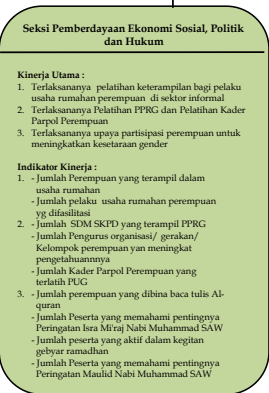 Seksi Pemberdayaan Ekonomi Sosial, Politik
dan Hukum
Kinerja Utama :
1. Terlaksananya pelatihan keterampilan bagi pelaku
usaha rumahan perempuan di sektor informal
2. Terlaksananya Pelatihan PPRG dan Pelatihan Kader
Parpol Perempuan
3. Terlaksananya upaya partisipasi perempuan untuk
meningkatkan kesetaraan gender
Indikator Kinerja :
1. - Jumlah Perempuan yang terampil dalam
usaha rumahan
- Jumlah pelaku usaha rumahan perempuan
yg difasilitasi
2. - Jumlah SDM SKPD yang terampil PPRG
- Jumlah Pengurus organisasi/ gerakan/
Kelompok perempuan yan meningkat
pengetahuannnya
- Jumlah Kader Parpol Perempuan yang
terlatih PUG
3. - Jumlah perempuan yang dibina baca tulis Al-
quran
- Jumlah Peserta yang memahami pentingnya
Peringatan Isra Mi'raj Nabi Muhammad SAW
- Jumlah peserta yang aktif dalam kegitan
gebyar ramadhan
- Jumlah Peserta yang memahami pentingnya
Peringatan Maulid Nabi Muhammad SAW